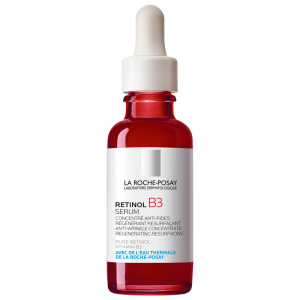 LA ROCHE-POSAY
LABORATOIRE DERMATOLOGIQUE
RETINOL B3
SERUM
CONCENTRÉ ANTI-RIDES
RÉGÉNÉRANT RESURFAÇANT
ANTI-WRINKLE CONCENTRATE
REGENERATING RESURFACING
PURE RETINOL
VITAMIN B3
AVEC DE L'EAU THERMALE
DE LA ROCHE-POSAY